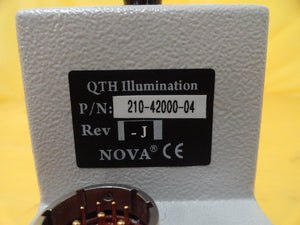 QTH Illumination
P/N: 210-42000-04
Rev -J
NOVA® CE